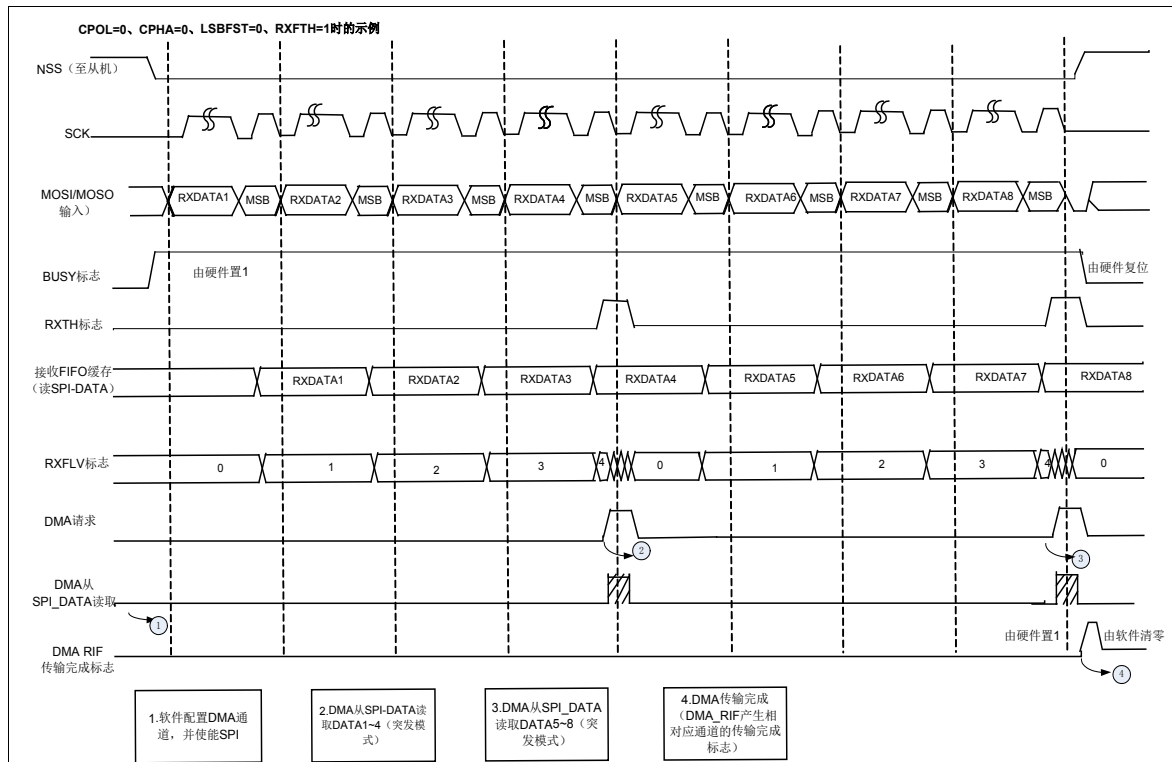 CPOL=0、CPHA=0、LSBFST=0、RXFTH=1时的示例
NSS（至从机）
SCK
MOSI/MOSO
输入）
RXDATA1 MSB RXDATA2 MSB RXDATA3 MSB RXDATA4 MSB RXDATA5 MSB RXDATA6 MSB RXDATA7 MSB RXDATA8 MSB
BUSY标志
由硬件置1
由硬件复位
RXTH标志
接收FIFO缓存
（读SPI-DATA）
RXDATA1 RXDATA2 RXDATA3 RXDATA4 RXDATA5 RXDATA6 RXDATA7 RXDATA8
RXFLV标志
0 1 2 3 4 0 1 2 3 4 0
DMA请求
2
3
DMA从
SPI_DATA读取
1
由硬件置1
由软件清零
DMA RIF
传输完成标志
4
1.软件配置DMA通
道，并使能SPI
2.DMA从SPI-DATA读
取DATA1~4（突发模
式）
3.DMA从SPI_DATA
读取DATA5~8（突
发模式）
4.DMA传输完成
（DMA_RIF产生相
对应通道的传输完成
标志）